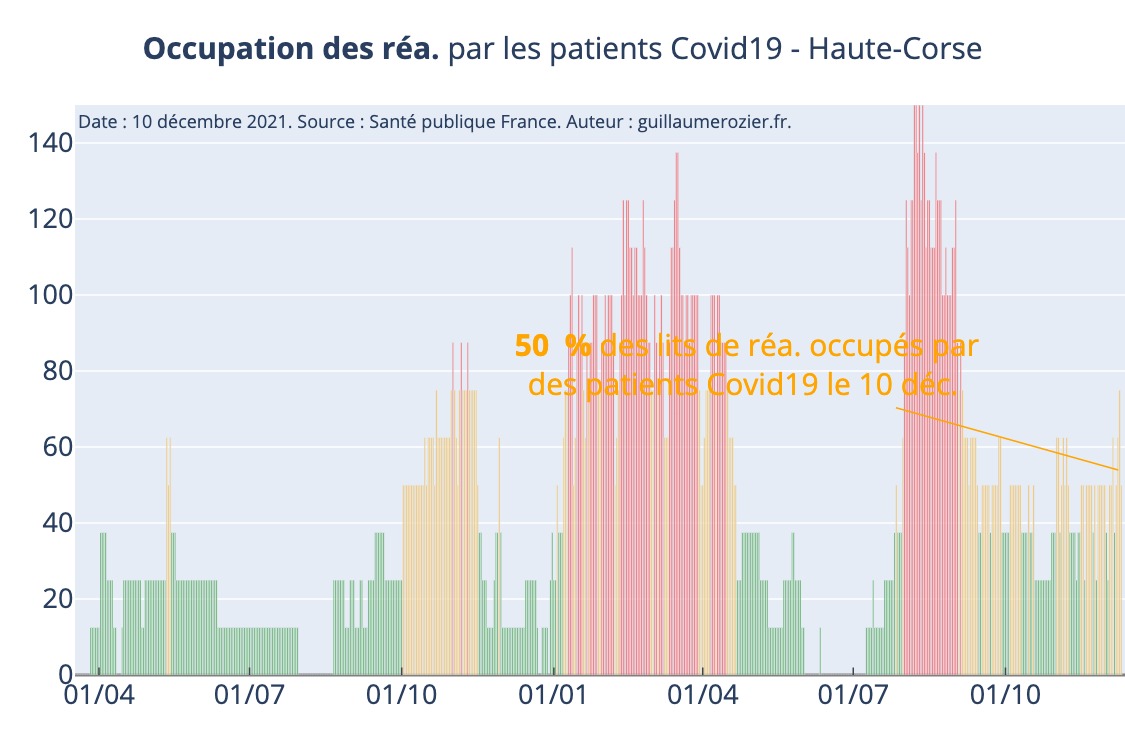 Occupation des réa. par les patients Covid19 - Haute-Corse
Date : 10 décembre 2021. Source : Santé publique France. Auteur : guillaumerozier.fr.
140
120
100
50 % des lits de réa. occupés par
des patients Covid19 le 10 déc.
80
60
40
20
0
01/04 01/07 01/10 01/01 01/04 01/07 01/10